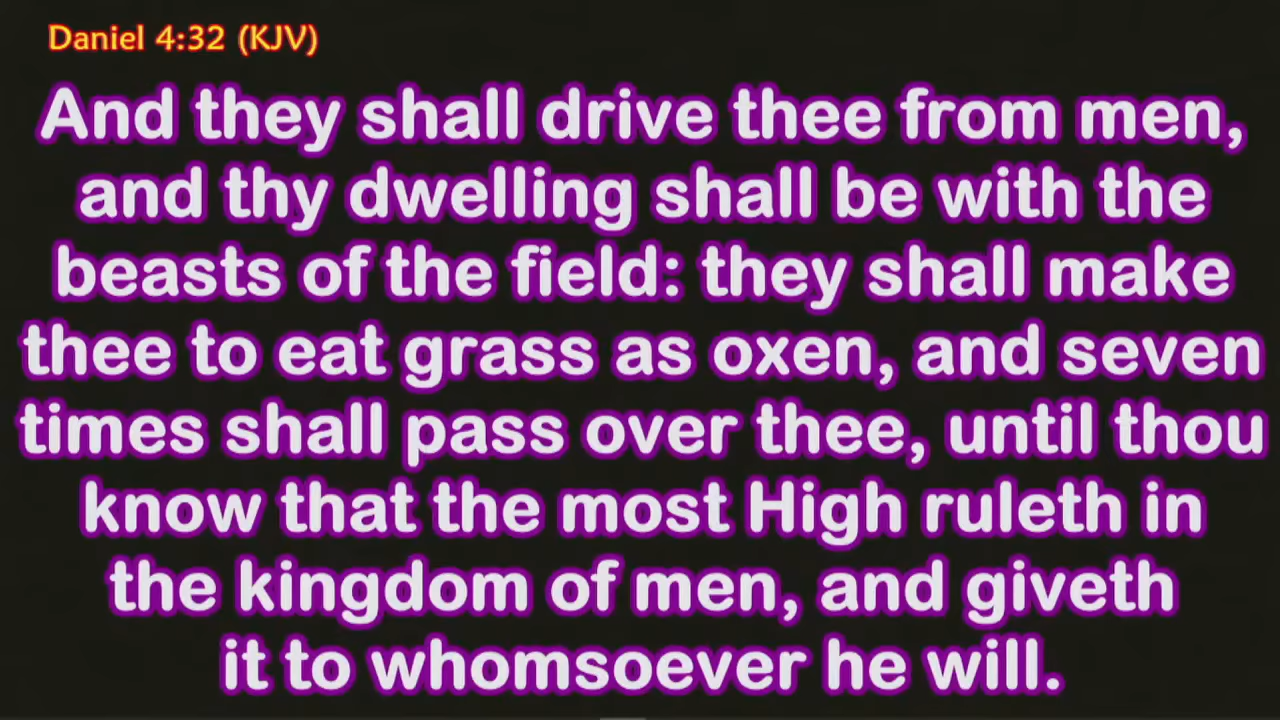 Daniel 4:32 (KJV)
And they shall drive thee from men,
and thy dwelling shall be with the
beasts of the field: they shall make
thee to eat grass as oxen, and seven
times shall pass over thee, until thou
know that the most High ruleth in
the kingdom of men, and giveth
it to whomsoever he will.